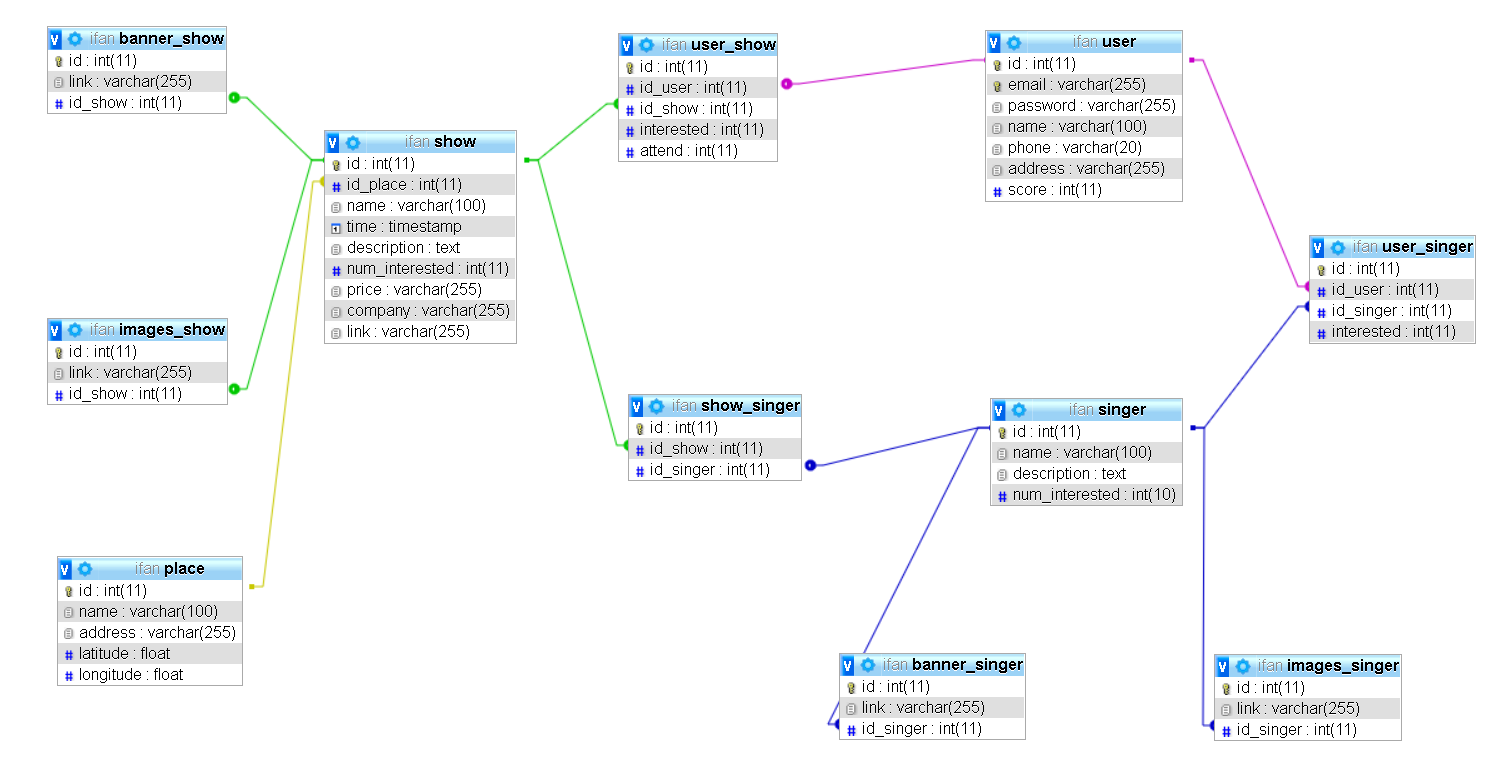 ifan banner_show
id : int(11)
link : varchar(255)
id_show : int(11)
ifan show
id : int(11)
id_place : int(11)
name : varchar(100)
time : timestamp
description : text
num_interested : int(11)
price : varchar(255)
company : varchar(255)
link : varchar(255)
ifan images_show
id : int(11)
link : varchar(255)
id_show : int(11)
ifan place
id : int(11)
name : varchar(100)
address : varchar(255)
latitude : float
longitude : float
ifan user_show
id : int(11)
id_user : int(11)
id_show : int(11)
interested : int(11)
attend : int(11)
ifan show_singer
id : int(11)
id_show : int(11)
id_singer : int(11)
ifan user
id : int(11)
email : varchar(255)
password : varchar(255)
name : varchar(100)
phone : varchar(20)
address : varchar(255)
score : int(11)
ifan user_singer
id : int(11)
id_user : int(11)
id_singer : int(11)
interested : int(11)
ifan singer
id : int(11)
name : varchar(100)
description : text
num_interested : int(10)
ifan banner_singer
id : int(11)
link : varchar(255)
id_singer : int(11)
ifan images_singer
id : int(11)
link : varchar(255)
id_singer : int(11)